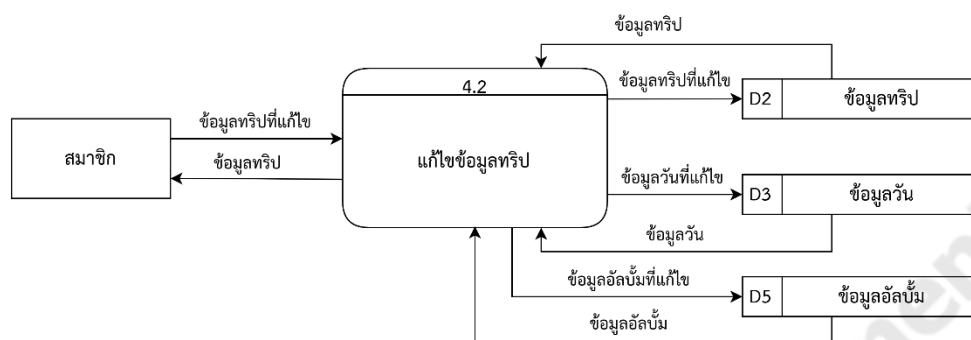 ข้อมูลทริป
4.2
ข้อมูลทริปที่แก้ไข
D2 ข้อมูลทริป
ข้อมูลทริปที่แก้ไข
สมาชิก
แก้ไขข้อมูลทริป
ข้อมูลทริป
ข้อมูลวันที่แก้ไข
D3 ข้อมูลวัน
ข้อมูลวัน
ข้อมูลอัลบั้มที่แก้ไข
D5 ข้อมูลอัลบั้ม
ข้อมูลอัลบั้ม